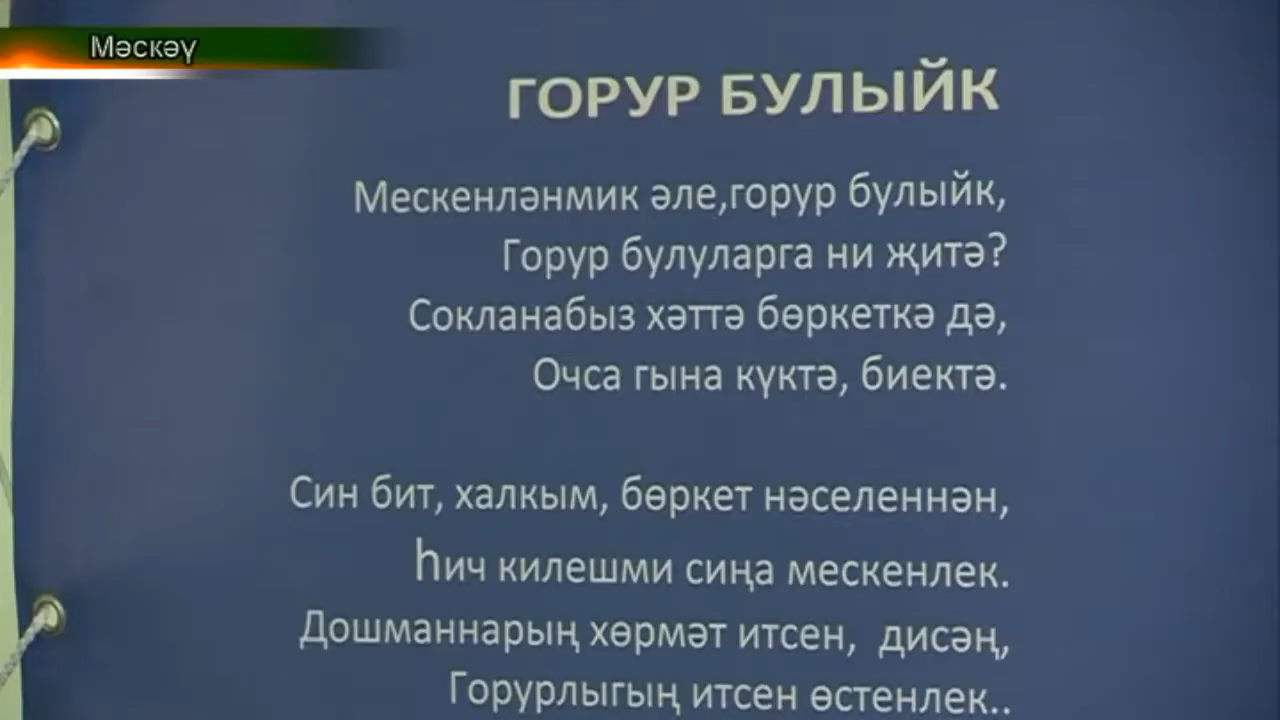 Мәскәү
ГОРУР БУЛЫЙК
Мескенләнмик әле,горур булыйк,
Горур булуларга ни җитә?
Сокланабыз хәттә бөркеткә дә,
Очса гына күктә, биектә.
Син бит, халкым, бөркет нәселеннән,
Һич килешми сиңа мескенлек.
Дошманнарың хөрмәт итсен, дисәң,
Горурлыгың итсен өстенлек..